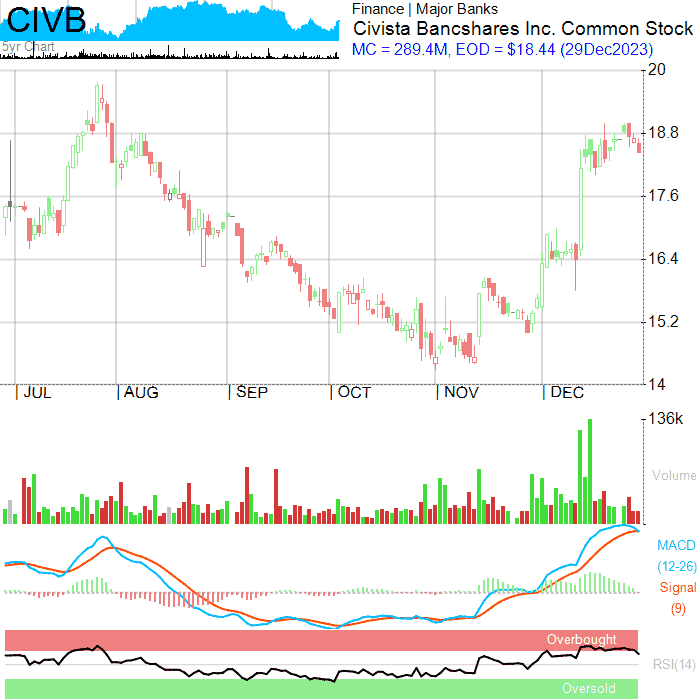 CIVB
5yr Chart
Finance | Major Banks
Civista Bancshares Inc. Common Stock
MC = 289.4M, EOD = $18.44 (29Dec2023)
20
18.8
17.6
16.4
15.2
14
JUL AUG SEP OCT NOV DEC
136k
Volume
MACD
(12-26)
Signal
(9)
Overbought
RSI(14)
Oversold